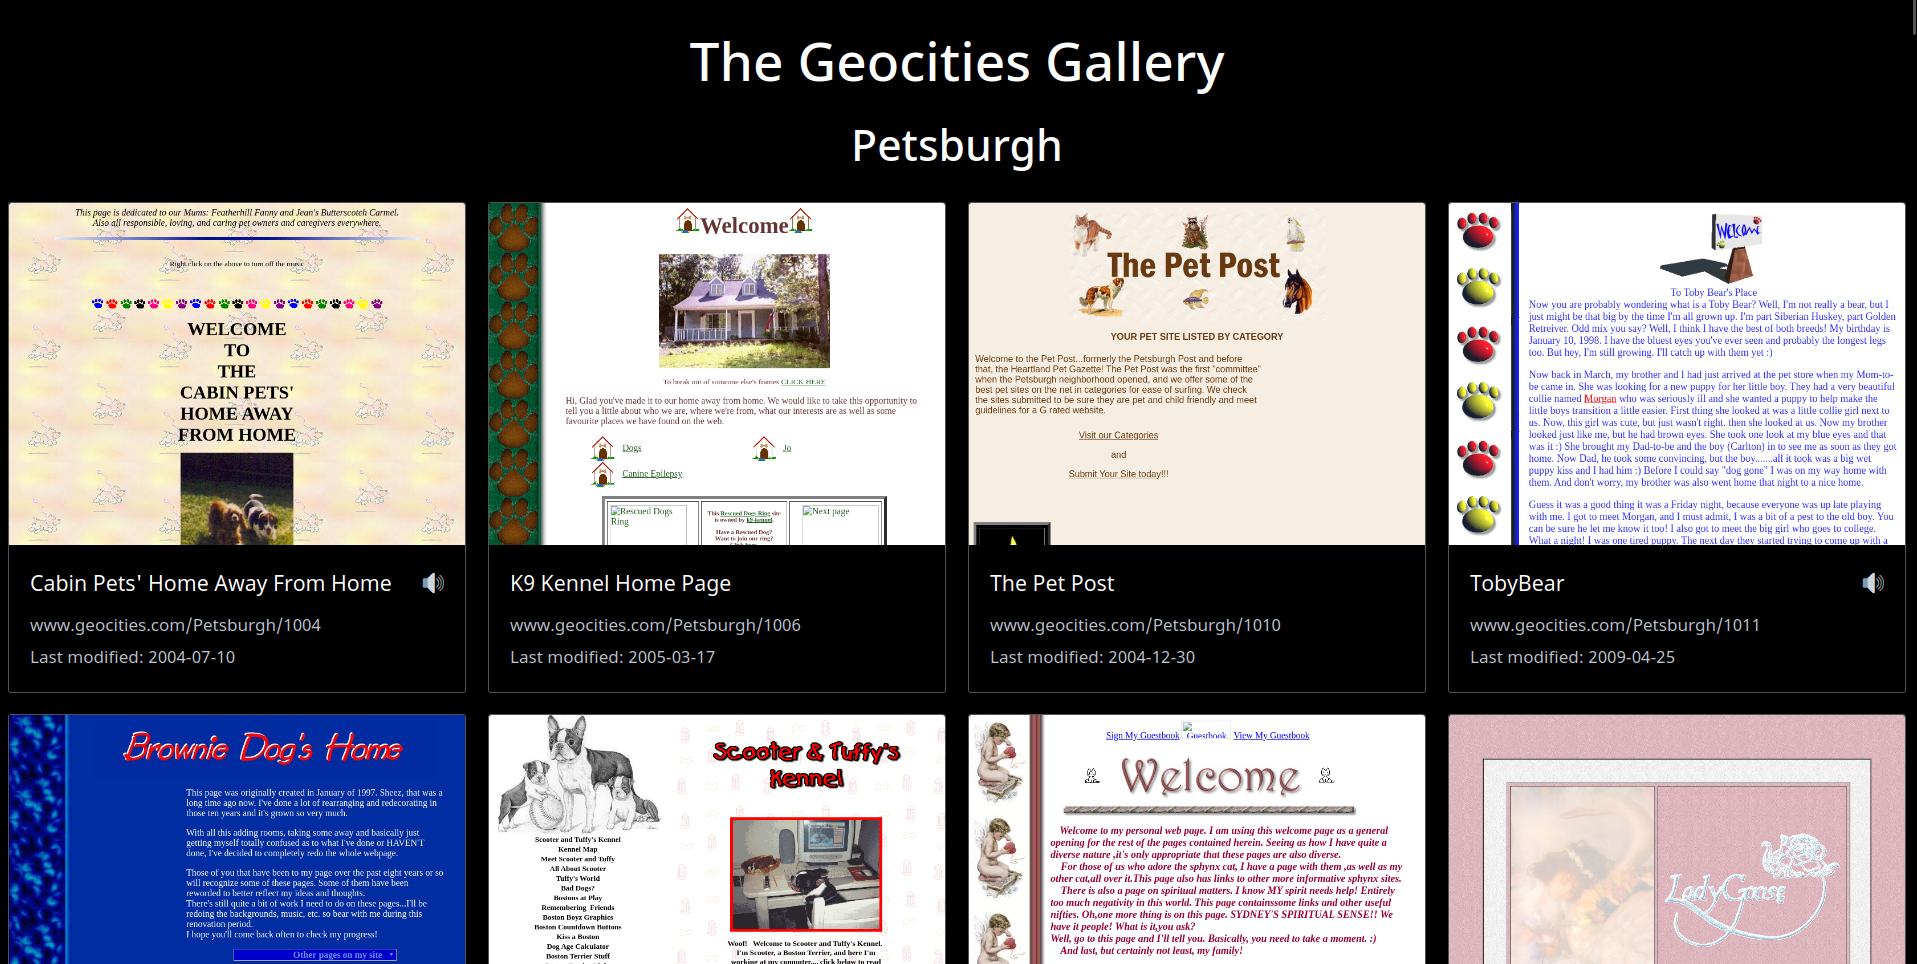 The Geocities Gallery
Petsburgh
This page is dedicated to our Mums: Featherhill Fanny and Jean's Butterscotch Carmel.
Also all responsible, loving, and caring pet owners and caregivers everywhere.
Right click on the above to turn off the music
WELCOME
TO
THE
CABIN PETS'
HOME AWAY
FROM HOME
Cabin Pets' Home Away From Home
www.geocities.com/Petsburgh/1004
Last modified: 2004-07-10
Welcome
To break out of someone else's frames CLICK HERE
Hi, Glad you've made it to our home away from home. We would like to take this opportunity to
tell you a little about who we are, where we're from, what our interests are as well as some
favourite places we have found on the web.
Dogs
Jo
Canine Epilepsy
Rescued Dogs
Ring
This Rescued Dogs Ring site
is owned by k9-kennel.
Have a Rescued Dog?
Want to join our ring?
Next page
K9 Kennel Home Page
www.geocities.com/Petsburgh/1006
Last modified: 2005-03-17
The Pet Post
YOUR PET SITE LISTED BY CATEGORY
Welcome to the Pet Post...formerly the Petsburgh Post and before
that, the Heartland Pet Gazette! The Pet Post was the first "committee"
when the Petsburgh neighborhood opened, and we offer some of the
best pet sites on the net in categories for ease of surfing. We check
the sites submitted to be sure they are pet and child friendly and meet
guidelines for a G rated website.
Visit our Categories
and
Submit Your Site today!!!
The Pet Post
www.geocities.com/Petsburgh/1010
Last modified: 2004-12-30
Welcome
To Toby Bear's Place
Now you are probably wondering what is a Toby Bear? Well, I'm not really a bear, but I
just might be that big by the time I'm all grown up. I'm part Siberian Huskey, part Golden
Retreiver. Odd mix you say? Well, I think I have the best of both breeds! My birthday is
January 10, 1998. I have the bluest eyes you've ever seen and probably the longest legs
too. But hey, I'm still growing. I'll catch up with them yet :)
Now back in March, my brother and I had just arrived at the pet store when my Mom-to-
be came in. She was looking for a new puppy for her little boy. They had a very beautiful
collie named Morgan who was seriously ill and she wanted a puppy to help make the
little boys transition a little easier. First thing she looked at was a little collie girl next to
us. Now, this girl was cute, but just wasn't right. then she looked at us. Now my brother
looked just like me, but he had brown eyes. She took one look at my blue eyes and that
was it :) She brought my Dad-to-be and the boy (Carlton) in to see me as soon as they got
home. Now Dad, he took some convincing, but the boy.......all it took was a big wet
puppy kiss and I had him :) Before I could say "dog gone" I was on my way home with
them. And don't worry, my brother was also went home that night to a nice home.
Guess it was a good thing it was a Friday night, because everyone was up late playing
with me. I got to meet Morgan, and I must admit, I was a bit of a pest to the old boy. You
can be sure he let me know it too! I also got to meet the big girl who goes to college.
What a night! I was one tired puppy. The next day they started trying to come up with a
TobyBear
www.geocities.com/Petsburgh/1011
Last modified: 2009-04-25
Brownie Dog's Home
This page was originally created in January of 1997. Sheez, that was a
long time ago now. I've done a lot of rearranging and redecorating in
those ten years and it's grown so very much.
With all this adding rooms, taking some away and basically just
getting myself totally confused as to what I've done or HAVEN'T
done, I've decided to completely redo the whole webpage.
Those of you that have been to my page over the past eight years or so
will recognize some of these pages. Some of them have been
reworded to better reflect my ideas and thoughts.
There's still quite a bit of work I need to do on these pages...I'll be
redoing the backgrounds, music, etc. so bear with me during this
renovation period.
I hope you'll come back often to check my progress!
Other pages on my site
Scooter and Tuffy's Kennel
Kennel Map
Meet Scooter and Tuffy
All About Scooter
Tuffy's World
Bad Dogs?
Bostons at Play
Remembering Friends
Boston Boyz Graphics
Boston Countdown Buttons
Kiss a Boston
Dog Age Calculator
Boston Terrier Stuff
Scooter & Tuffy's
Kennel
Woof! Welcome to Scooter and Tuffy's Kennel.
I'm Scooter, a Boston Terrier, and here I'm
working at my computer.... click below to read
Sign My Guestbook Guestbook View My Guestbook
Welcome
Welcome to my personal web page. I am using this welcome page as a general
opening for the rest of the pages contained herein. Seeing as how I have quite a
diverse nature ,it's only appropriate that these pages are also diverse.
For those of us who adore the sphynx cat, I have a page with them ,as well as my
other cat,all over it.This page also has links to other more informative sphynx sites.
There is also a page on spiritual matters. I know MY spirit needs help! Entirely
too much negativity in this world. This page containssome links and other useful
nifties. Oh,one more thing is on this page. SYDNEY'S SPIRITUAL SENSE!! We
have it people! What is it,you ask?
Well, go to this page and I'll tell you. Basically, you need to take a moment. :)
And last, but certainly not least, my family!
LadyGoose